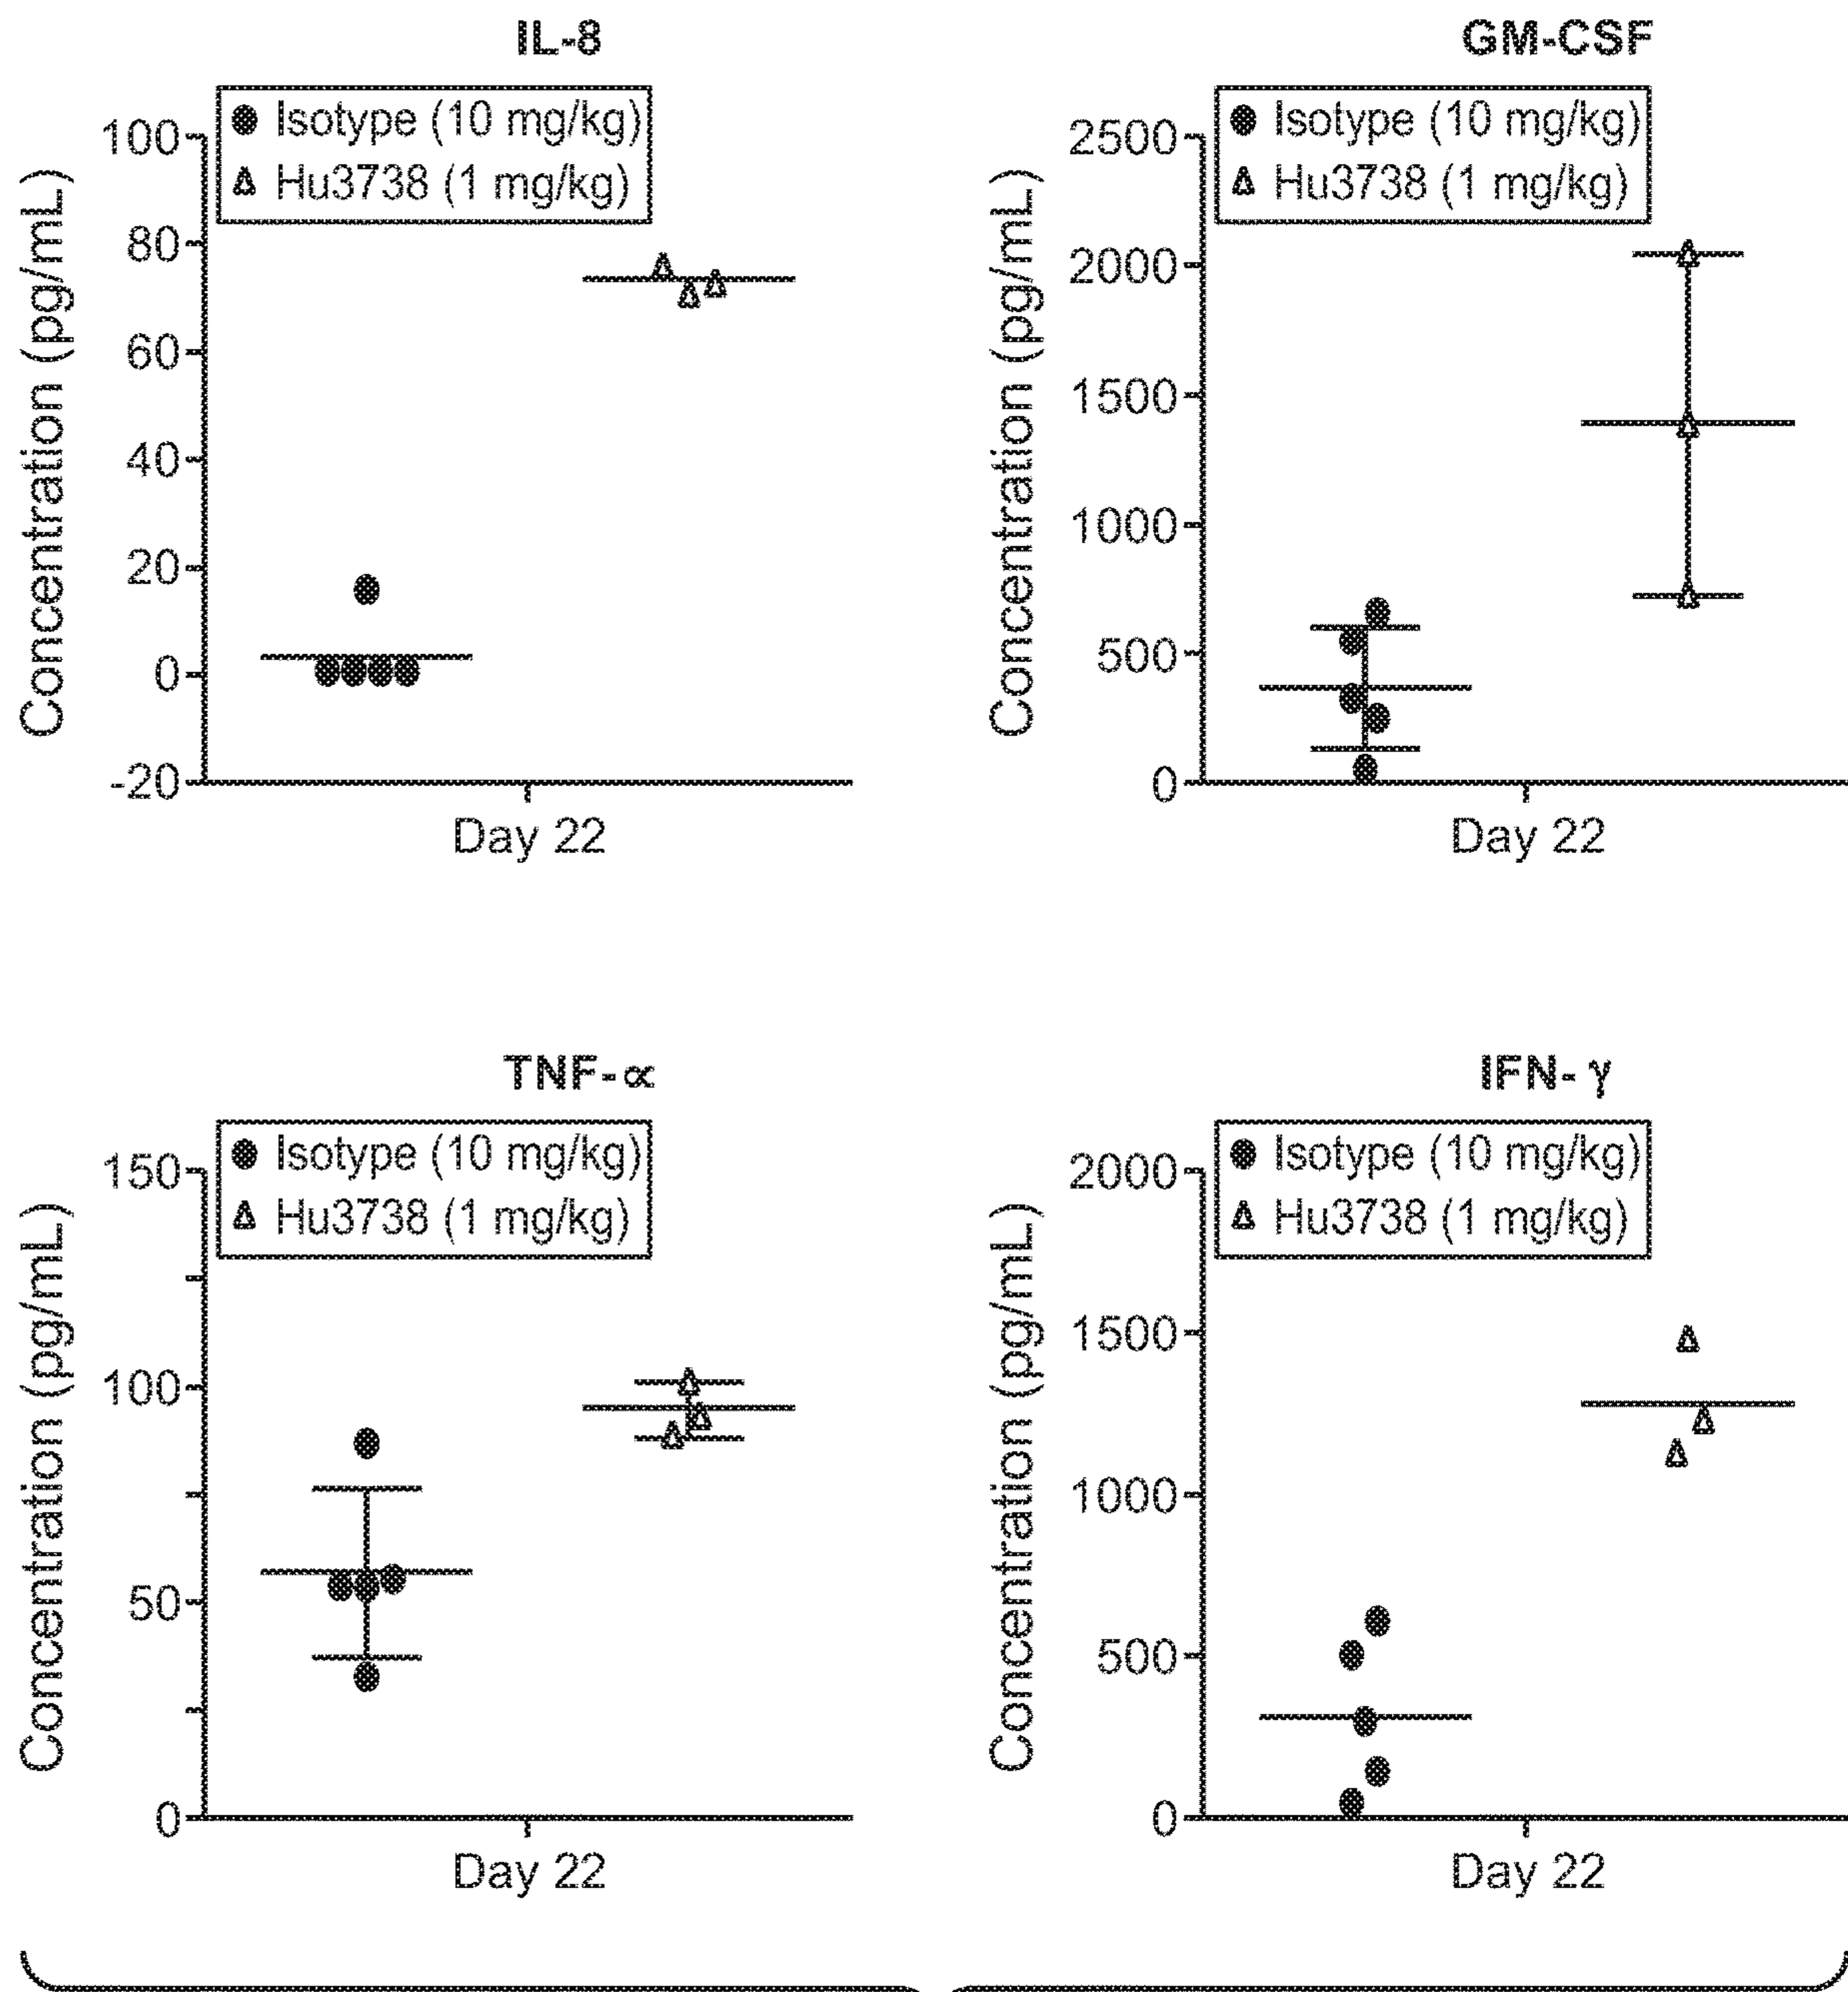 IL-8
Isotype (10 mg/kg)
Hu3738 (1 mg/kg)
Concentration (pg/mL)
100
80
60
40
20
0
-20
Day 22
GM-CSF
Isotype (10 mg/kg)
Hu3738 (1 mg/kg)
Concentration (pg/mL)
2500
2000
1500
1000
500
0
Day 22
TNF-α
Isotype (10 mg/kg)
Hu3738 (1 mg/kg)
Concentration (pg/mL)
150
100
50
0
Day 22
IFN- γ
Isotype (10 mg/kg)
Hu3738 (1 mg/kg)
Concentration (pg/mL)
2000
1500
1000
500
0
Day 22